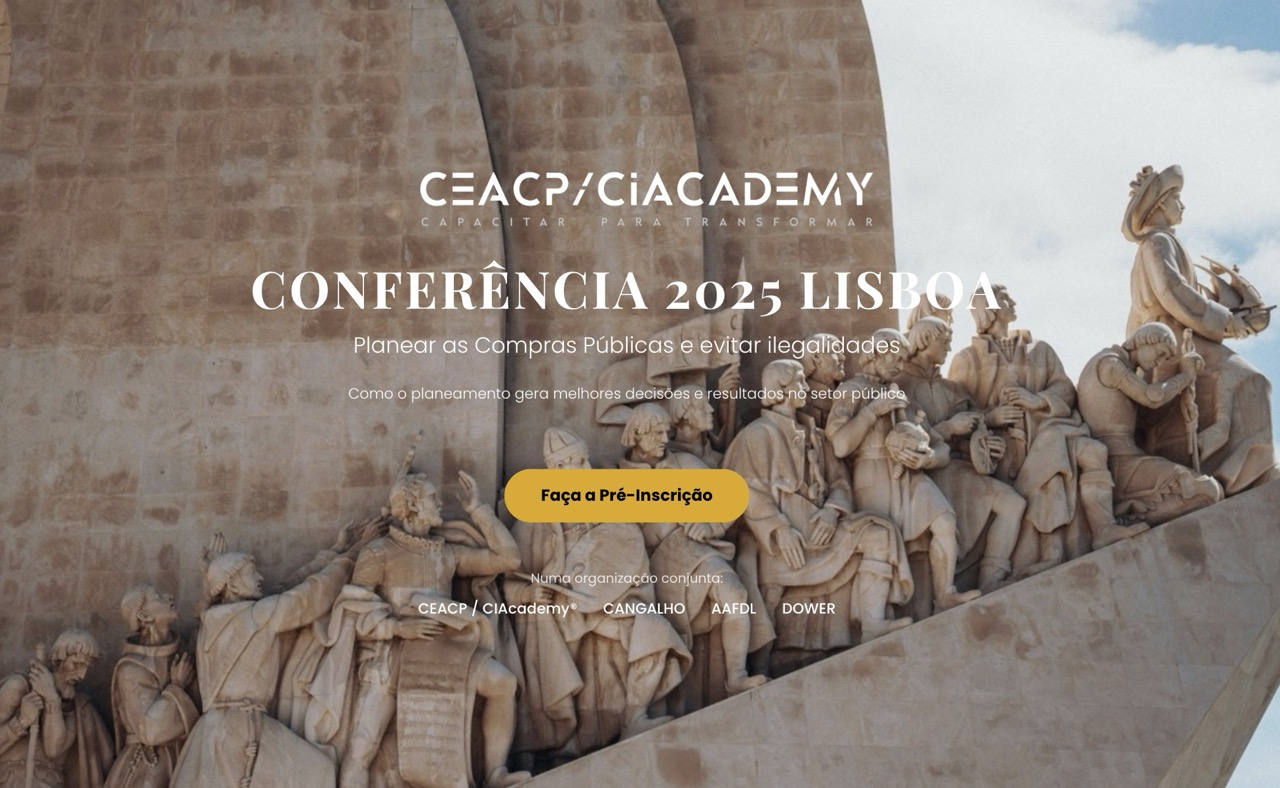 CEACP/CiACADEMY
CAPACITAR PARA TRANSFORMAR
CONFERÊNCIA 2025 LISBOA
Planear as Compras Públicas e evitar ilegalidades
Como o planeamento gera melhores decisões e resultados no setor público
Faça a Pré-Inscrição
Numa organização conjunta:
CEACP / CIAcademy® CANGALHO AAFDL DOWER